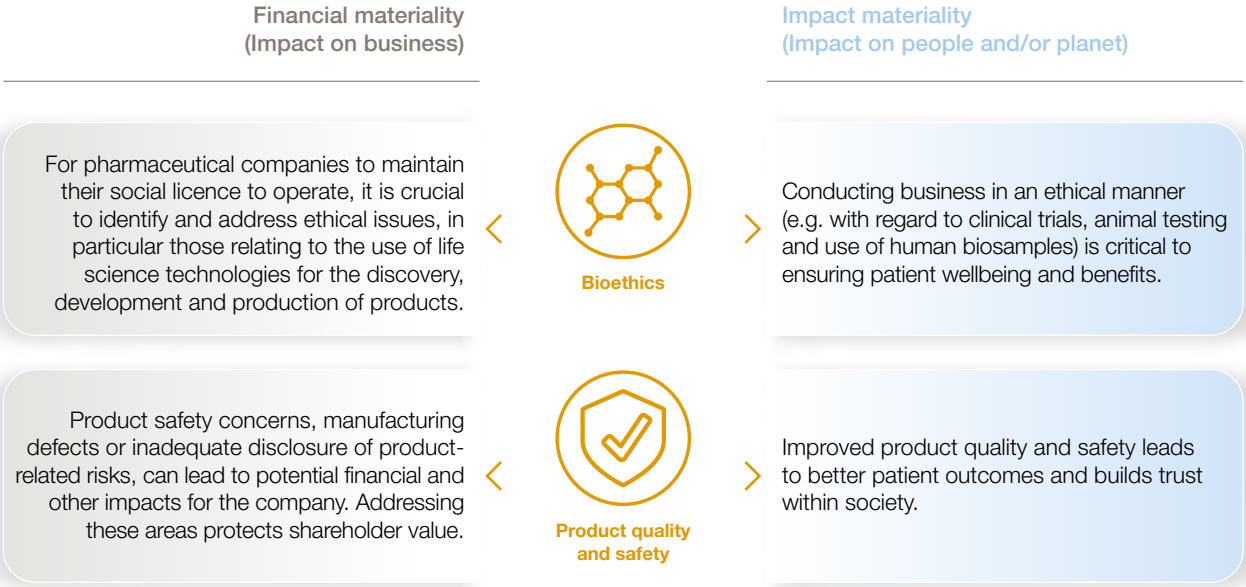 Financial materiality
(Impact on business)
Impact materiality
(Impact on people and/or planet)
For pharmaceutical companies to maintain
their social licence to operate, it is crucial
to identify and address ethical issues, in
particular those relating to the use of life
science technologies for the discovery,
development and production of products.
Bioethics
Conducting business in an ethical manner
(e.g. with regard to clinical trials, animal testing
and use of human biosamples) is critical to
ensuring patient wellbeing and benefits.
Product safety concerns, manufacturing
defects or inadequate disclosure of product-
related risks, can lead to potential financial and
other impacts for the company. Addressing
these areas protects shareholder value.
Product quality
and safety
Improved product quality and safety leads
to better patient outcomes and builds trust
within society.